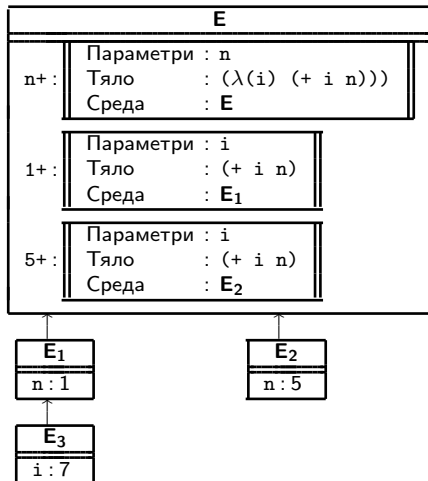 E
n+ :
Параметри : n
Тяло : (λ(i) (+ i n)))
Среда : E
1+ :
Параметри : i
Тяло : (+ i n)
Среда : E₁
5+ :
Параметри : i
Тяло : (+ i n)
Среда : E₂
E₁
n : 1
E₂
n : 5
E₃
i : 7